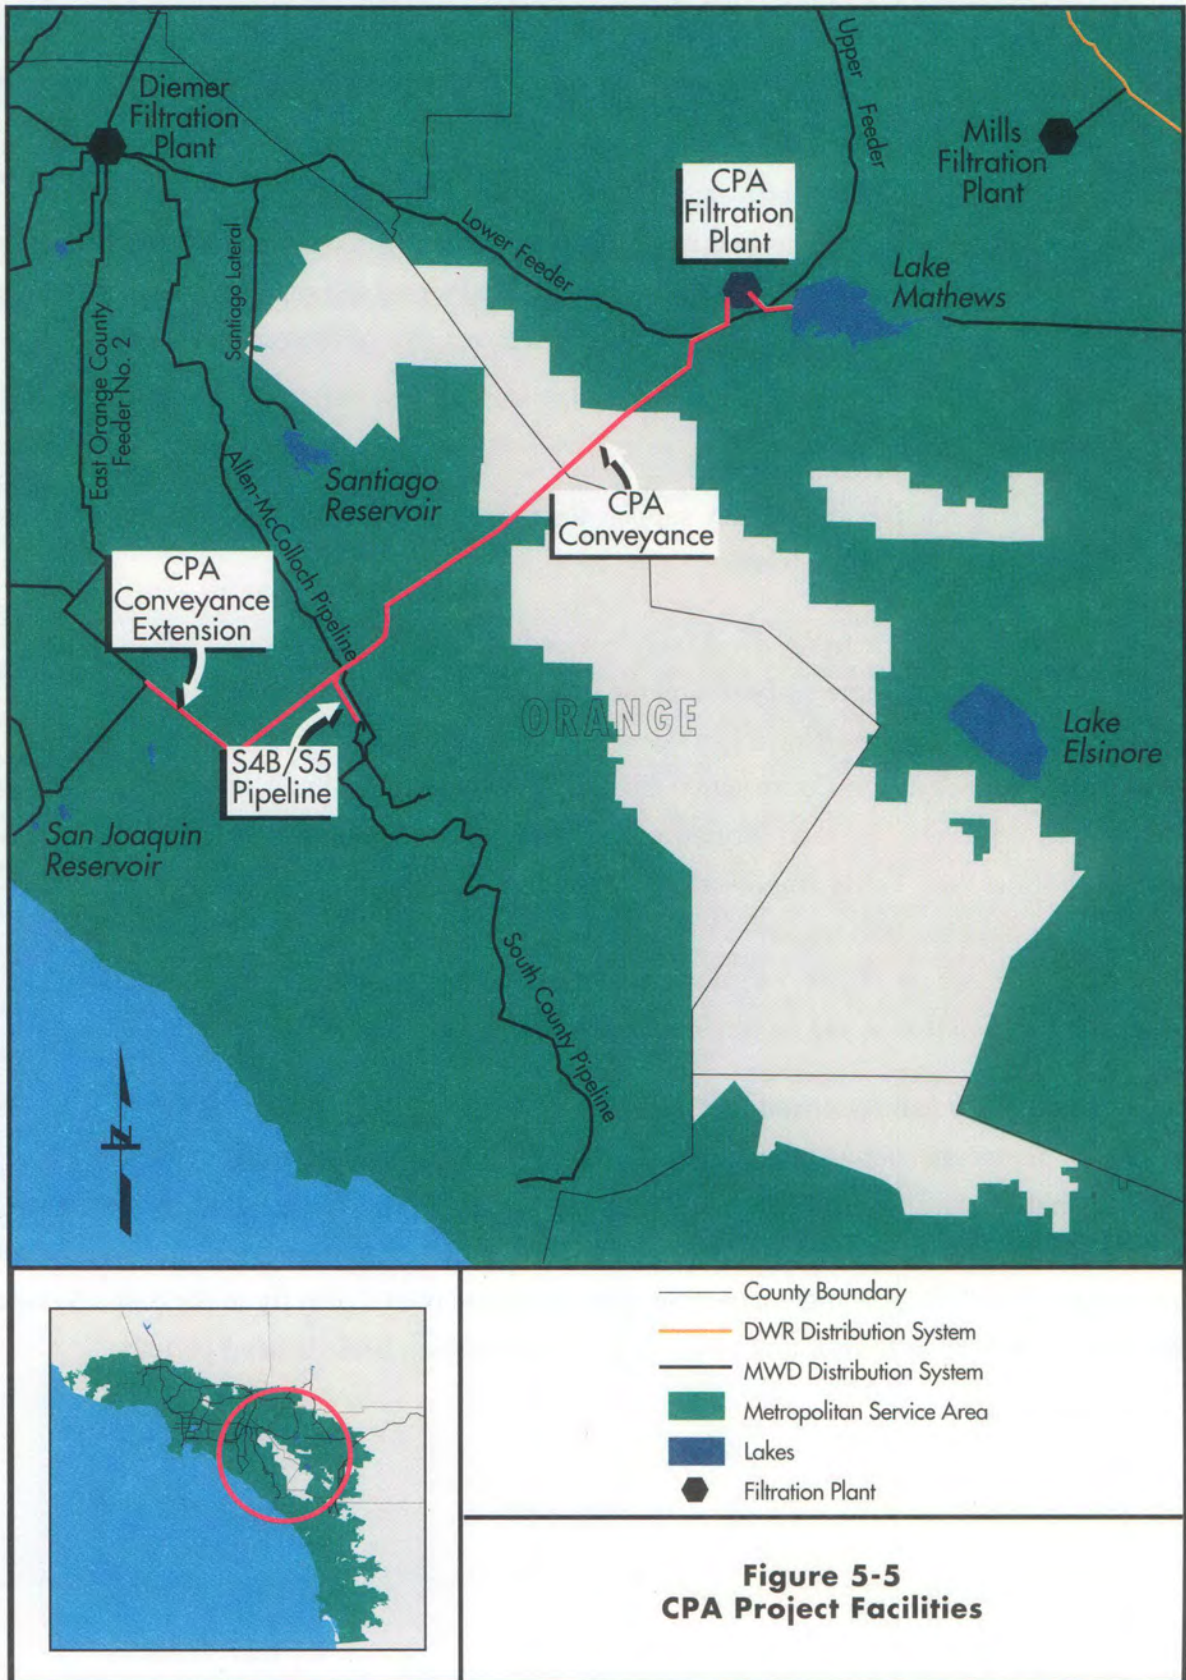 Diemer
Filtration
Plant
Upper Feeder
Mills
Filtration
Plant
CPA
Filtration
Plant
Lower Feeder
Lake
Mathews
Santiago Lateral
East Orange County
Feeder No. 2
Allen-McColloch Pipeline
Santiago
Reservoir
CPA
Conveyance
CPA
Conveyance
Extension
ORANGE
Lake
Elsinore
S4B/S5
Pipeline
San Joaquin
Reservoir
South County Pipeline
N
County Boundary
DWR Distribution System
MWD Distribution System
Metropolitan Service Area
Lakes
Filtration Plant
Figure 5-5
CPA Project Facilities